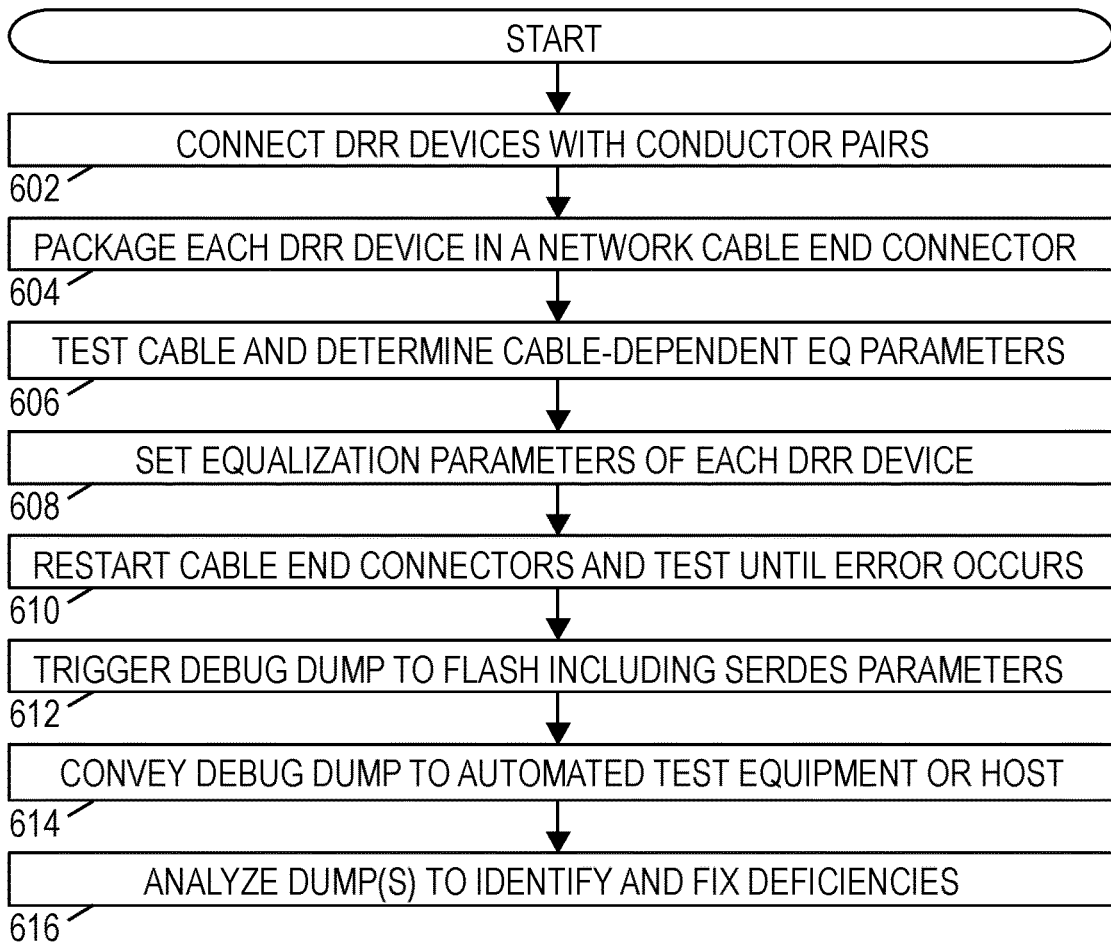 START
CONNECT DRR DEVICES WITH CONDUCTOR PAIRS
602
PACKAGE EACH DRR DEVICE IN A NETWORK CABLE END CONNECTOR
604
TEST CABLE AND DETERMINE CABLE-DEPENDENT EQ PARAMETERS
606
SET EQUALIZATION PARAMETERS OF EACH DRR DEVICE
608
RESTART CABLE END CONNECTORS AND TEST UNTIL ERROR OCCURS
610
TRIGGER DEBUG DUMP TO FLASH INCLUDING SERDES PARAMETERS
612
CONVEY DEBUG DUMP TO AUTOMATED TEST EQUIPMENT OR HOST
614
ANALYZE DUMP(S) TO IDENTIFY AND FIX DEFICIENCIES
616